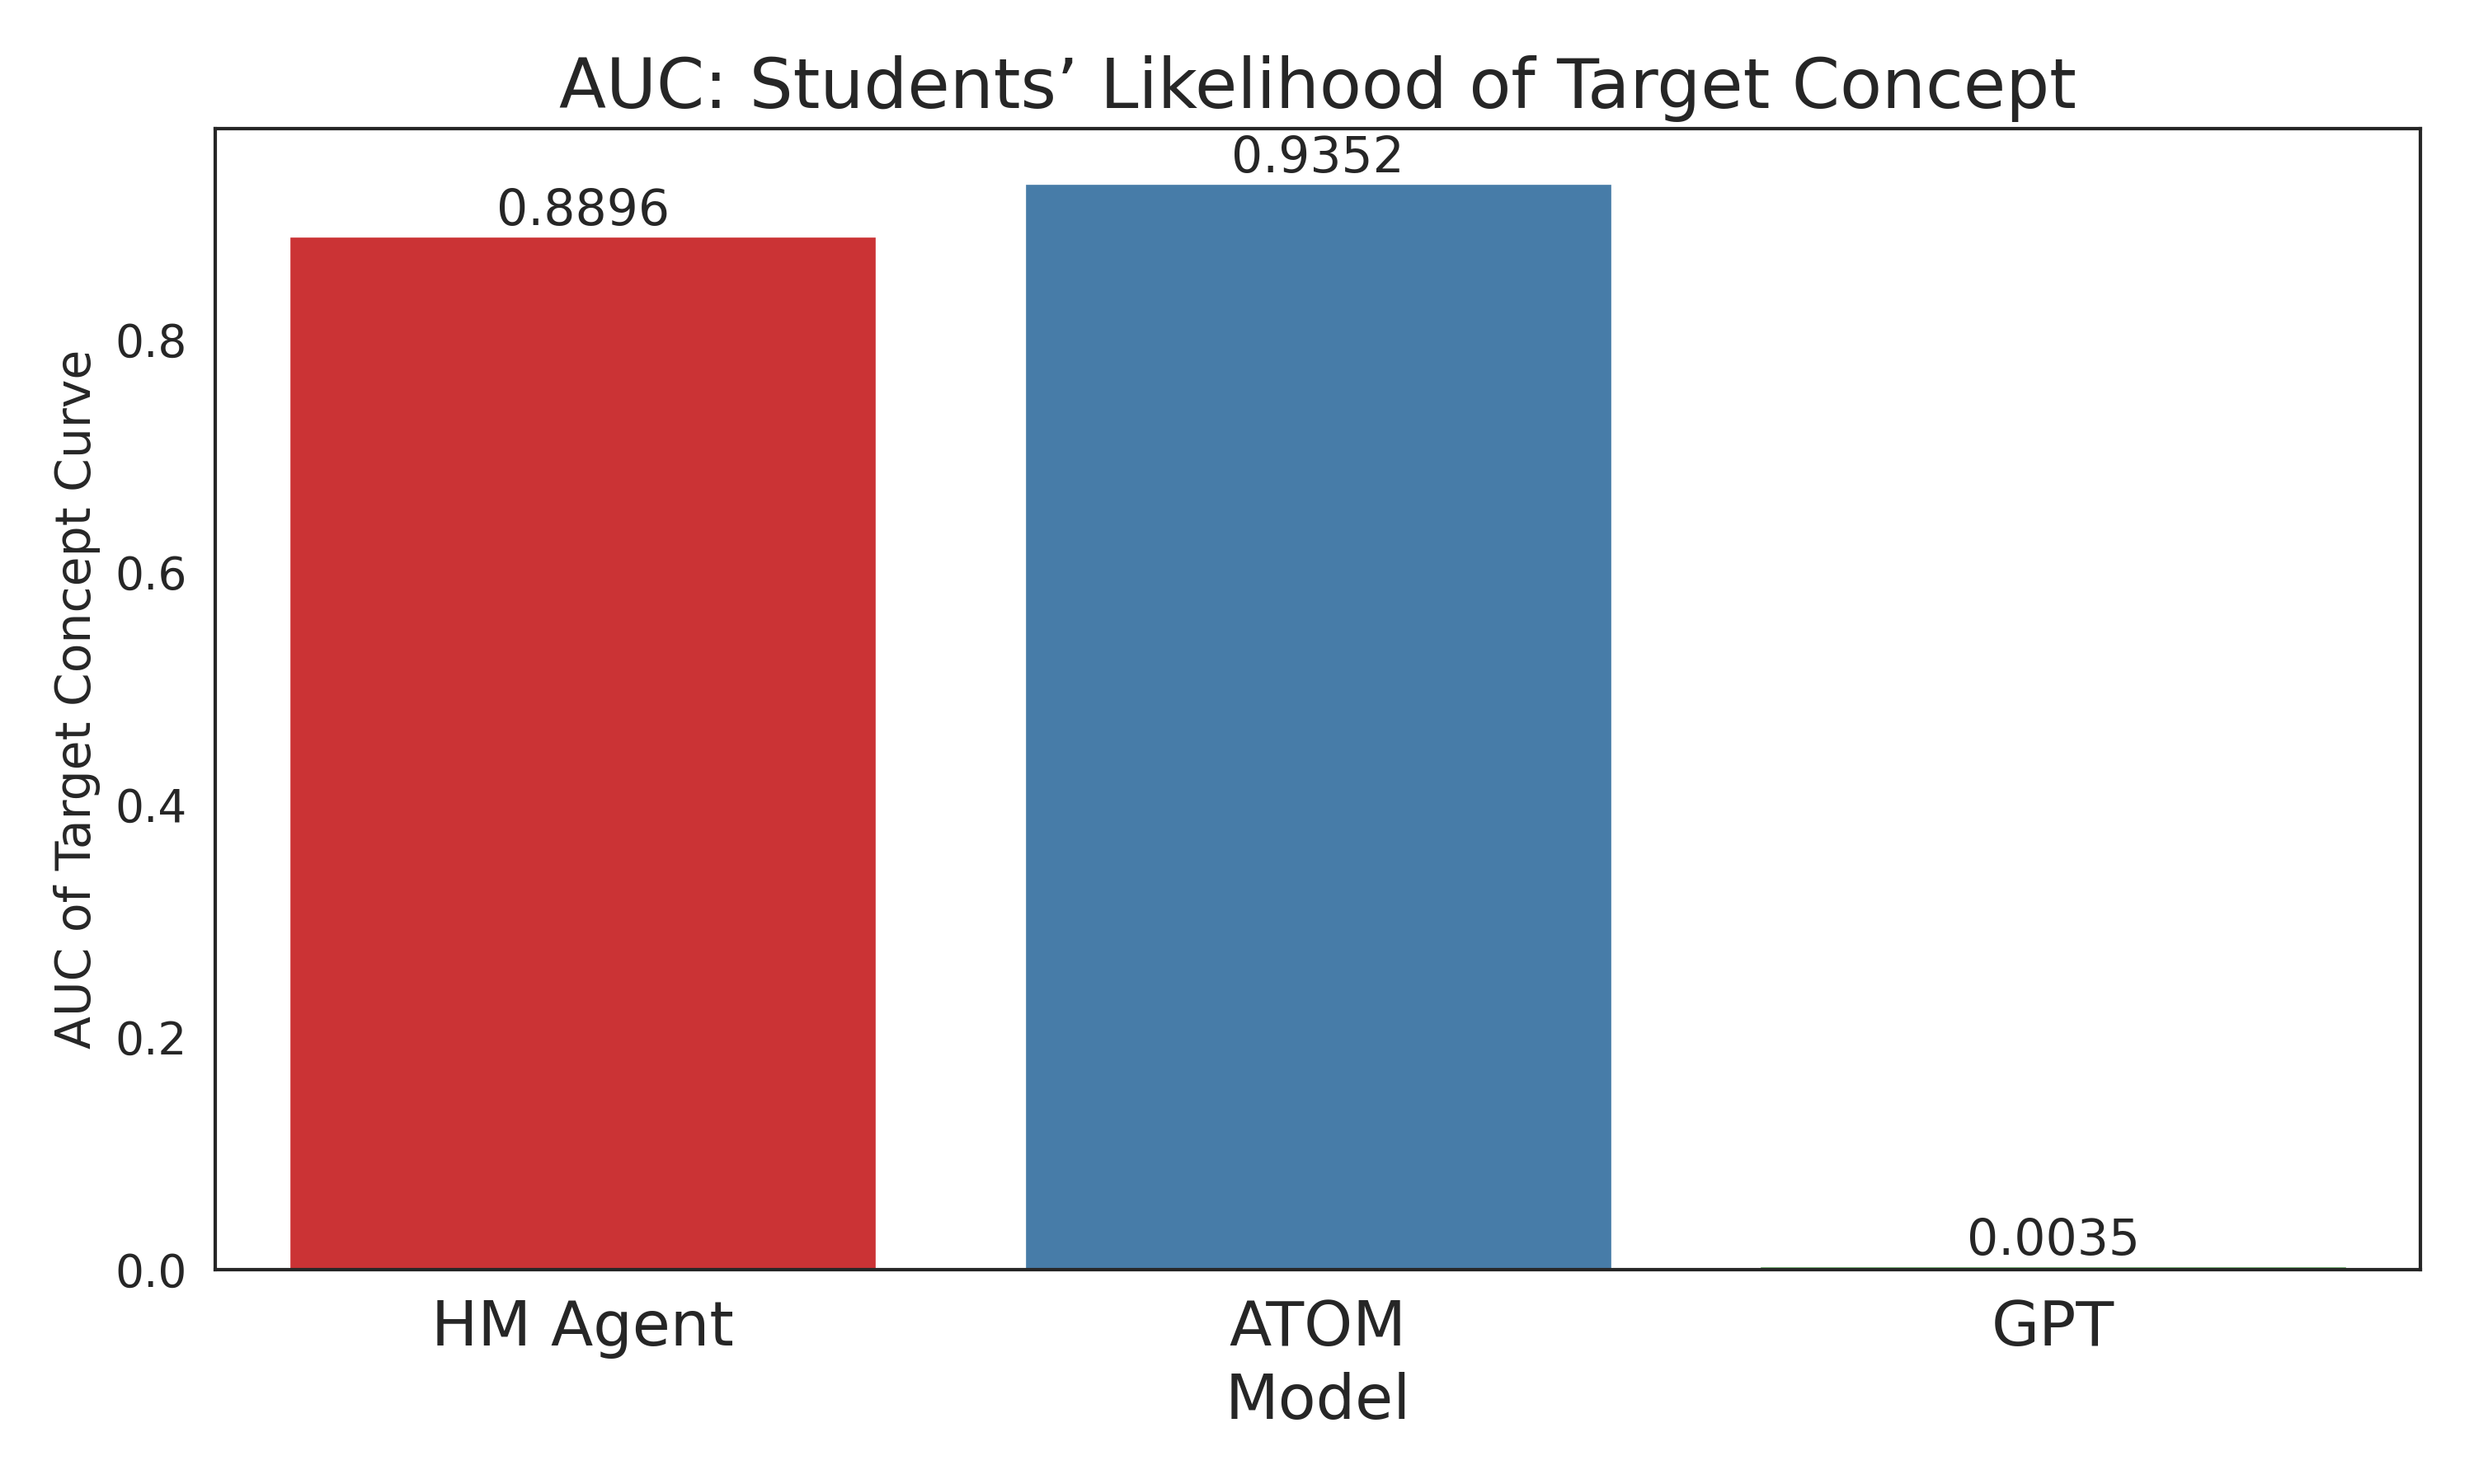 AUC: Students’ Likelihood of Target Concept
AUC of Target Concept Curve
0.8
0.6
0.4
0.2
0.0
0.8896
0.9352
0.0035
HM Agent
ATOM
GPT
Model